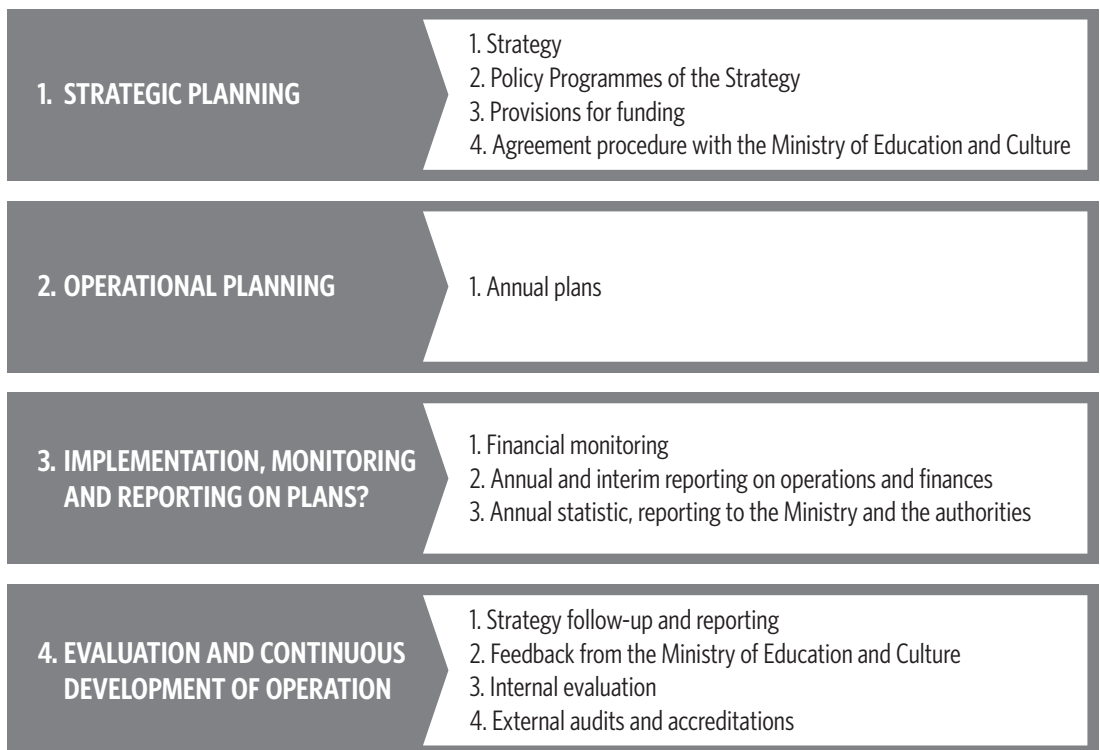 1. STRATEGIC PLANNING
1. Strategy
2. Policy Programmes of the Strategy
3. Provisions for funding
4. Agreement procedure with the Ministry of Education and Culture
2. OPERATIONAL PLANNING
1. Annual plans
3. IMPLEMENTATION, MONITORING
AND REPORTING ON PLANS?
1. Financial monitoring
2. Annual and interim reporting on operations and finances
3. Annual statistic, reporting to the Ministry and the authorities
4. EVALUATION AND CONTINUOUS
DEVELOPMENT OF OPERATION
1. Strategy follow-up and reporting
2. Feedback from the Ministry of Education and Culture
3. Internal evaluation
4. External audits and accreditations